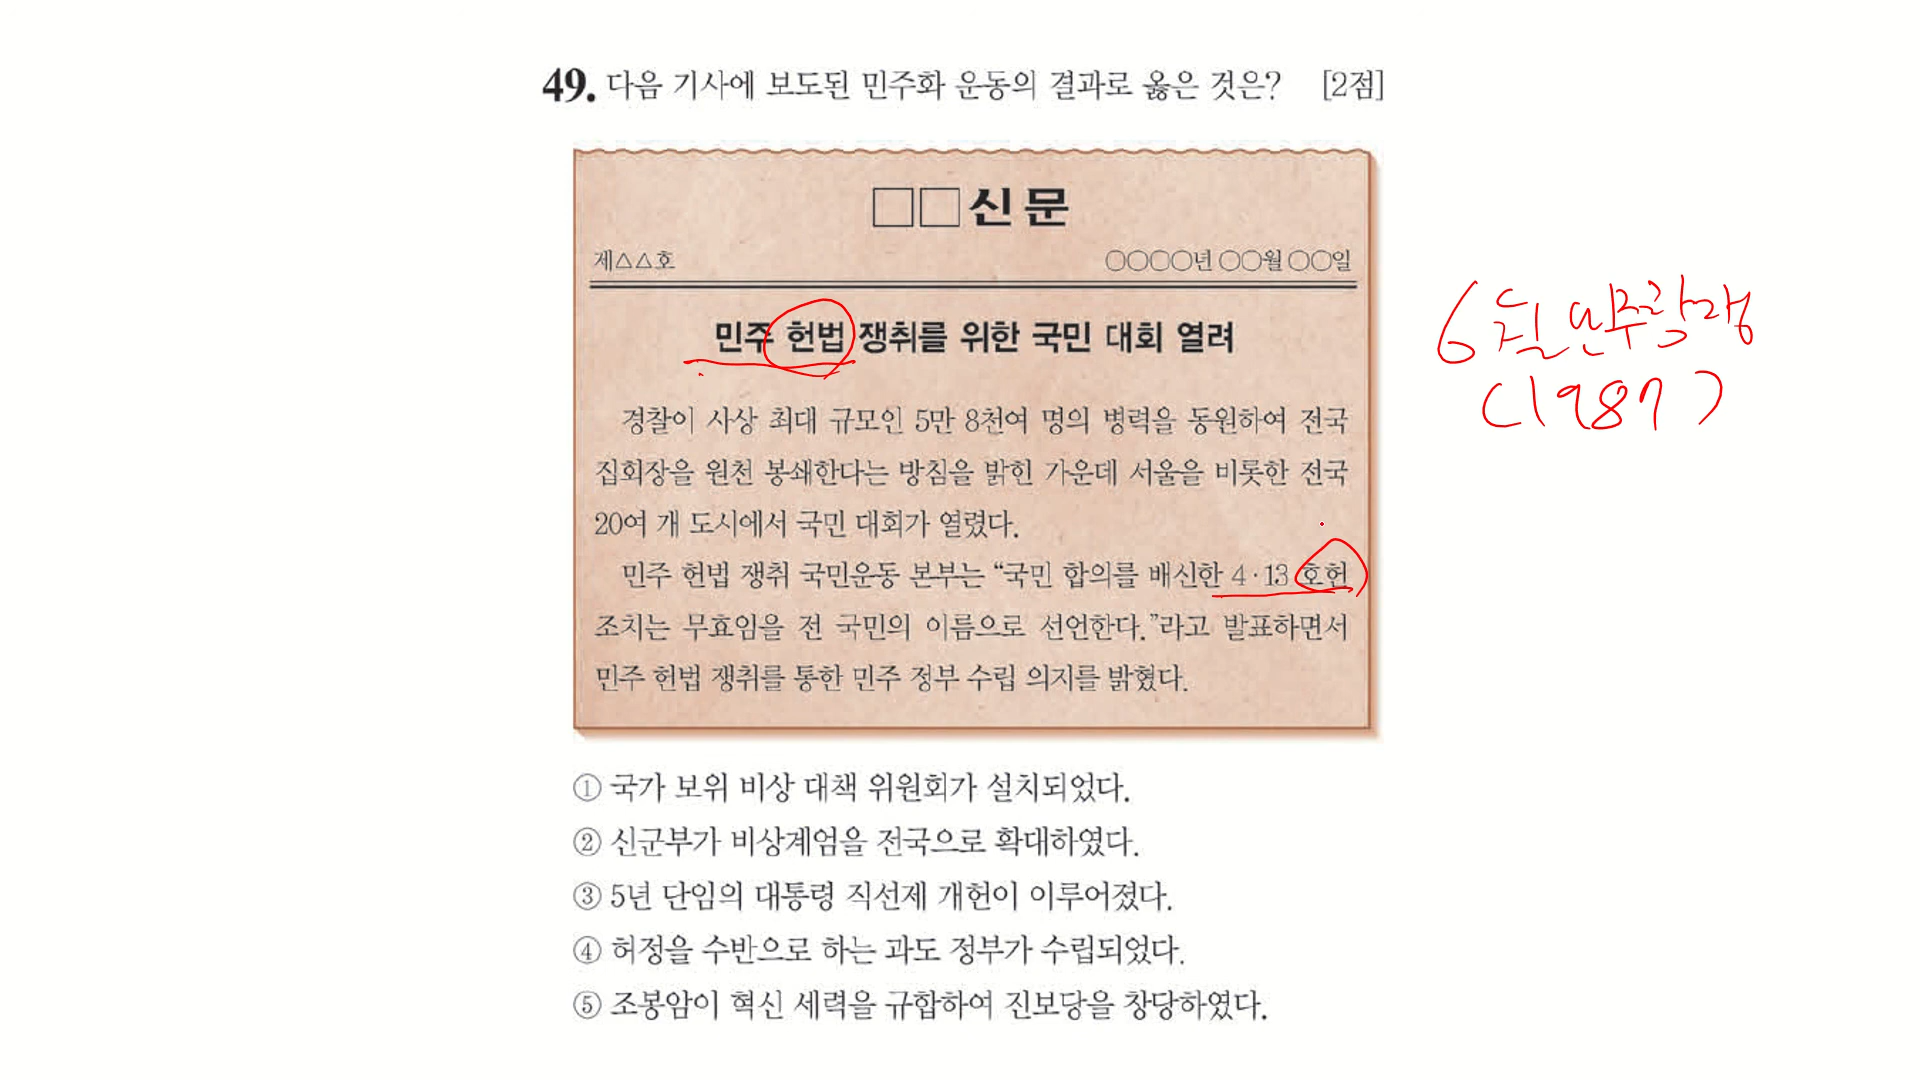 49. 다음 기사에 보도된 민주화 운동의 결과로 옳은 것은? [2점]
□□신문
제△△호 ○○○○년 ○○월 ○○일
민주 헌법 쟁취를 위한 국민 대회 열려
경찰이 사상 최대 규모인 5만 8천여 명의 병력을 동원하여 전국
집회장을 원천 봉쇄한다는 방침을 밝힌 가운데 서울을 비롯한 전국
20여 개 도시에서 국민 대회가 열렸다.
민주 헌법 쟁취 국민운동 본부는 “국민 합의를 배신한 4·13 호헌
조치는 무효임을 전 국민의 이름으로 선언한다.”라고 발표하면서
민주 헌법 쟁취를 통한 민주 정부 수립 의지를 밝혔다.
6월 민주항쟁
(1987)
① 국가 보위 비상 대책 위원회가 설치되었다.
② 신군부가 비상계엄을 전국으로 확대하였다.
③ 5년 단임의 대통령 직선제 개헌이 이루어졌다.
④ 허정을 수반으로 하는 과도 정부가 수립되었다.
⑤ 조봉암이 혁신 세력을 규합하여 진보당을 창당하였다.